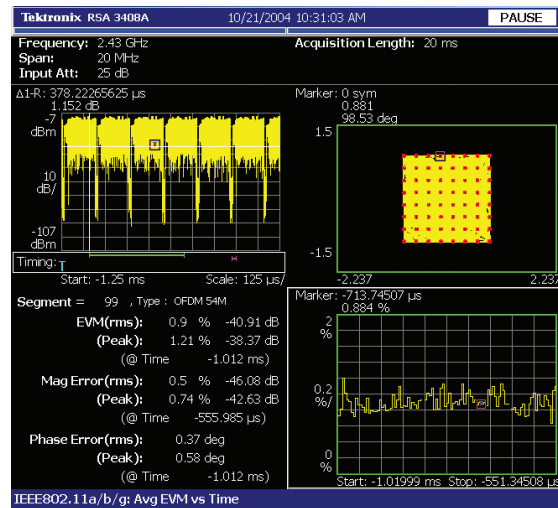 Tektronix RSA 3408A 10/21/2004 10:31:03 AM PAUSE
Frequency: 2.43 GHz Acquisition Length: 20 ms
Span: 20 MHz
Input Att: 25 dB
Δ1-R: 378.22265625 µs
1.152 dB
-7
dBm
10
dB/
-107
dBm
Timing:
T
Start: -1.25 ms Scale: 125 µs/
Marker: 0 sym
0.881
98.53 deg
1.5
-1.5
-2.237 2.237
Segment = 99 , Type : OFDM 54M
EVM(rms): 0.9 % -40.91 dB
(Peak): 1.21 % -38.37 dB
(@ Time -1.012 ms)
Mag Error(rms): 0.5 % -46.08 dB
(Peak): 0.74 % -42.63 dB
(@ Time -555.985 µs)
Phase Error(rms): 0.37 deg
(Peak): 0.58 deg
(@ Time -1.012 ms)
Marker: -713.74507 µs
0.884 %
2
%
0.2
%/
0
%
Start: -1.01999 ms Stop: -551.34508 µs
IEEE802.11a/b/g: Avg EVM vs Time